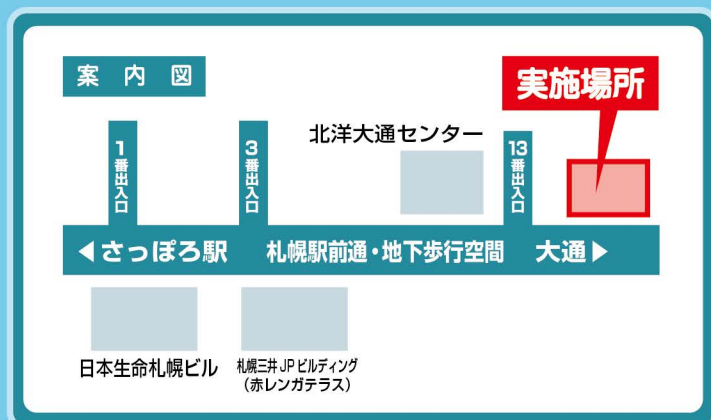 案内図
実施場所
北洋大通センター
1番出入口
3番出入口
13番出入口
◀さっぽろ駅 札幌駅前通・地下歩行空間 大通▶
日本生命札幌ビル
札幌三井JPビルディング
（赤レンガテラス）